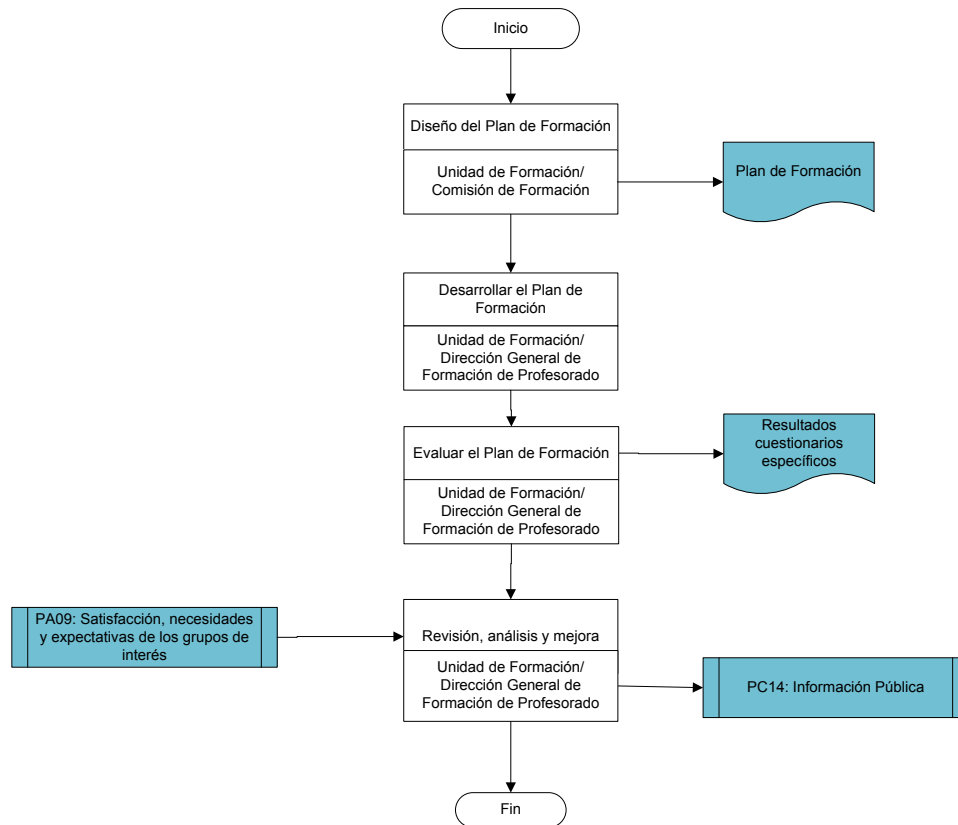 Inicio
Diseño del Plan de Formación
Unidad de Formación/
Comisión de Formación
Plan de Formación
Desarrollar el Plan de
Formación
Unidad de Formación/
Dirección General de
Formación de Profesorado
Evaluar el Plan de Formación
Unidad de Formación/
Dirección General de
Formación de Profesorado
Resultados
cuestionarios
específicos
PA09: Satisfacción, necesidades
y expectativas de los grupos de
interés
Revisión, análisis y mejora
Unidad de Formación/
Dirección General de
Formación de Profesorado
PC14: Información Pública
Fin